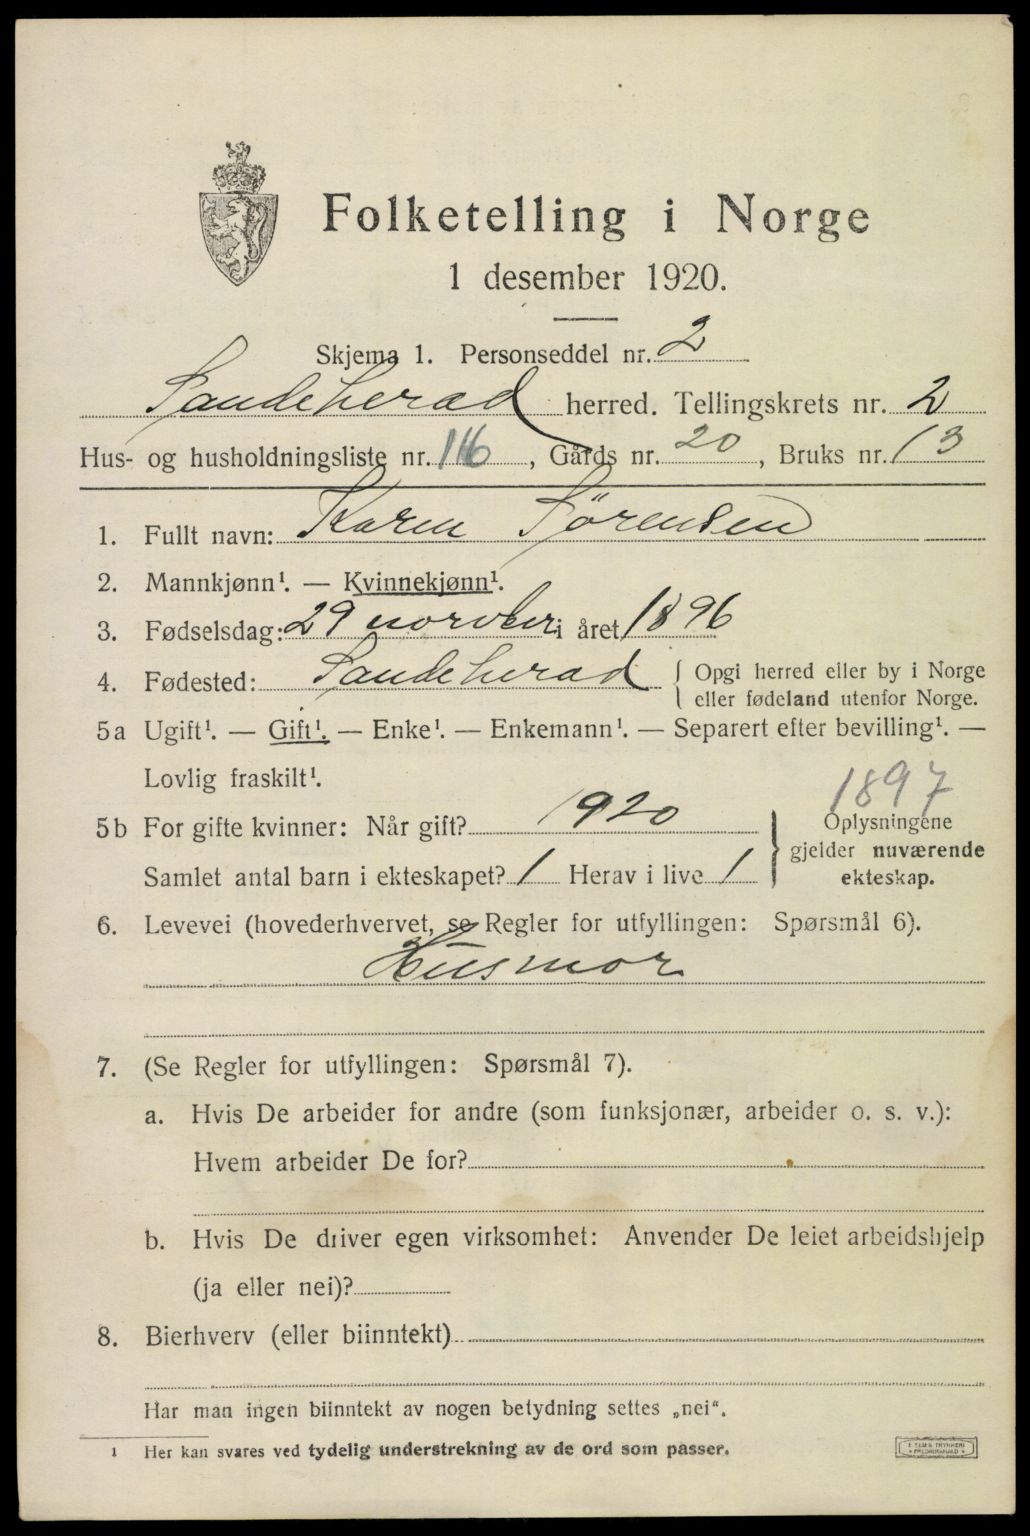 Folketelling i Norge
1 desember 1920.
Skjema 1. Personseddel nr. 2
Sandeherad herred. Tellingskrets nr. 2
Hus- og husholdningsliste nr. 116, Gårds nr. 20, Bruks nr. 13
1. Fullt navn: Karen Sørensen
2. Mannkjønn¹. — Kvinnekjønn¹.
3. Fødselsdag: 29 november i året 1896
4. Fødested: Sandeherad { Opgi herred eller by i Norge
eller fødeland utenfor Norge.
5a Ugift¹. — Gift¹. — Enke¹. — Enkemann¹. — Separert efter bevilling¹. —
Lovlig fraskilt¹.
1897
5b For gifte kvinner: Når gift? 1920 } Oplysningene
gjelder nuværende
Samlet antal barn i ekteskapet? 1 Herav i live 1 ekteskap.
6. Levevei (hovederhvervet, se Regler for utfyllingen: Spørsmål 6).
Husmor
7. (Se Regler for utfyllingen: Spørsmål 7).
a. Hvis De arbeider for andre (som funksjonær, arbeider o. s. v.):
Hvem arbeider De for?
b. Hvis De driver egen virksomhet: Anvender De leiet arbeidshjelp
(ja eller nei)?
8. Bierhverv (eller biinntekt)
Har man ingen biinntekt av nogen betydning settes „nei“.
¹ Her kan svares ved tydelig understrekning av de ord som passer.